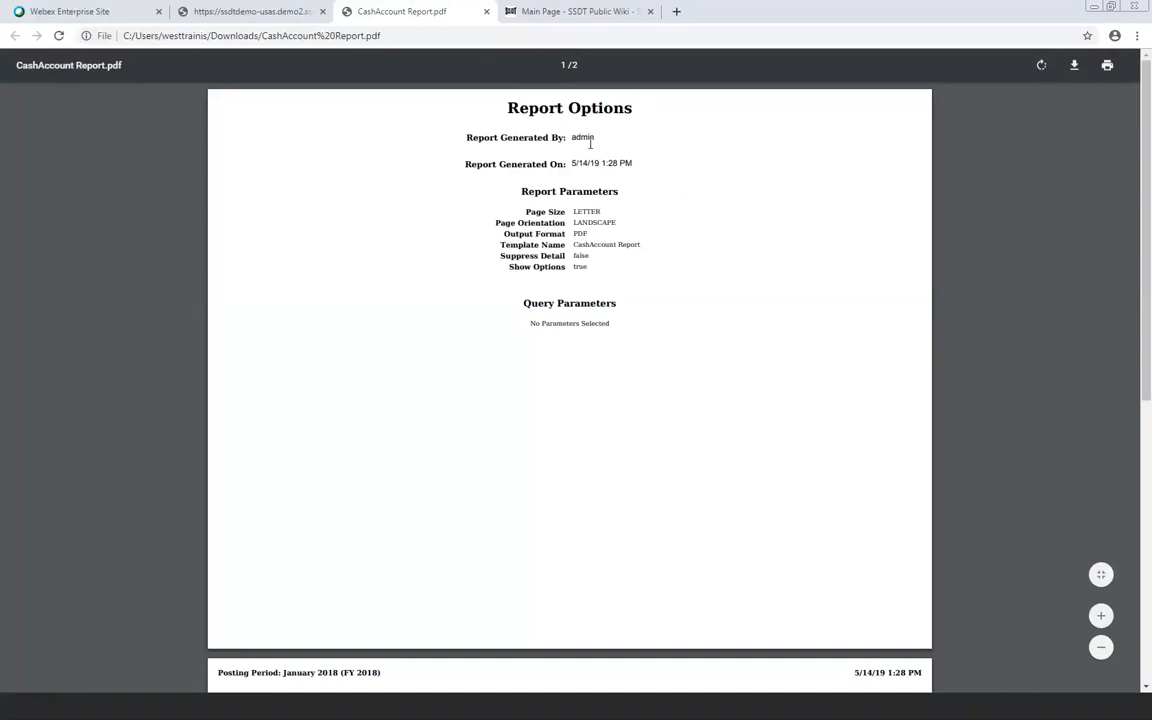 Webex Enterprise Site
https://ssdtdemo-usas.demo2.
CashAccount Report.pdf
Main Page - SSDT Public Wiki - S
File
C:/Users/westtrainis/Downloads/CashAccount%20Report.pdf
CashAccount Report.pdf
1 / 2
Report Options
Report Generated By: admin
Report Generated On: 5/14/19 1:28 PM
Report Parameters
Page Size LETTER
Page Orientation LANDSCAPE
Output Format PDF
Template Name CashAccount Report
Suppress Detail false
Show Options true
Query Parameters
No Parameters Selected
Posting Period: January 2018 (FY 2018) 5/14/19 1:28 PM